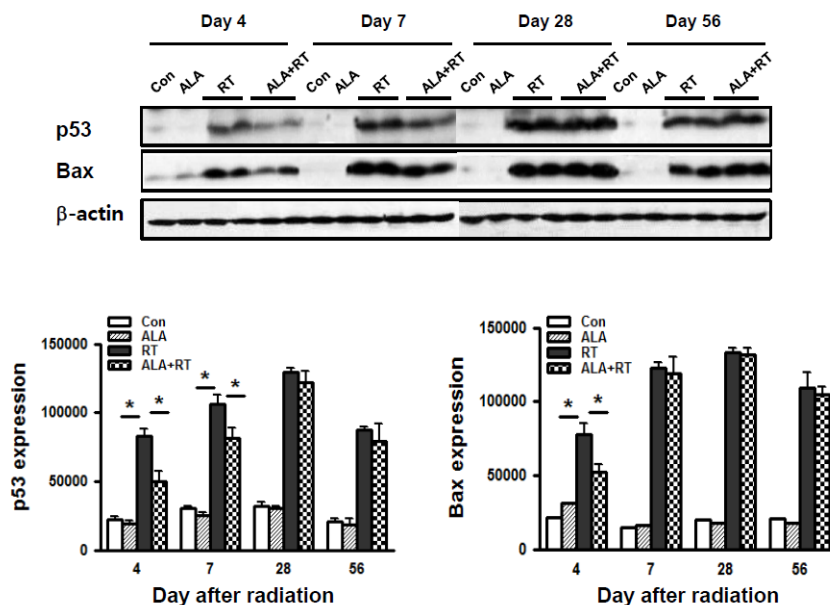 Day 4 Day 7 Day 28 Day 56
Con ALA RT ALA+RT Con ALA RT ALA+RT Con ALA RT ALA+RT Con ALA RT ALA+RT
p53
Bax
β-actin
Con
ALA
RT
ALA+RT
150000
100000
50000
0
p53 expression
* * * *
4 7 28 56
Day after radiation
Con
ALA
RT
ALA+RT
150000
100000
50000
0
Bax expression
* *
4 7 28 56
Day after radiation